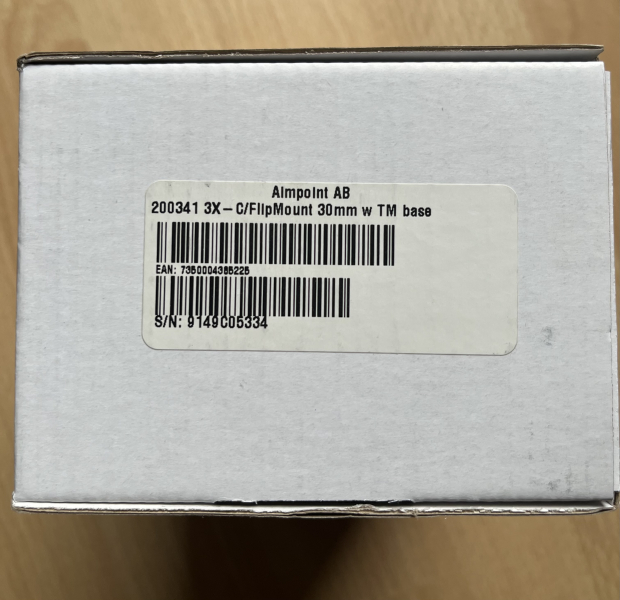 Aimpoint AB
200341 3X-C/FlipMount 30mm w TM base
EAN: 7350004385225
S/N: 9149C05334